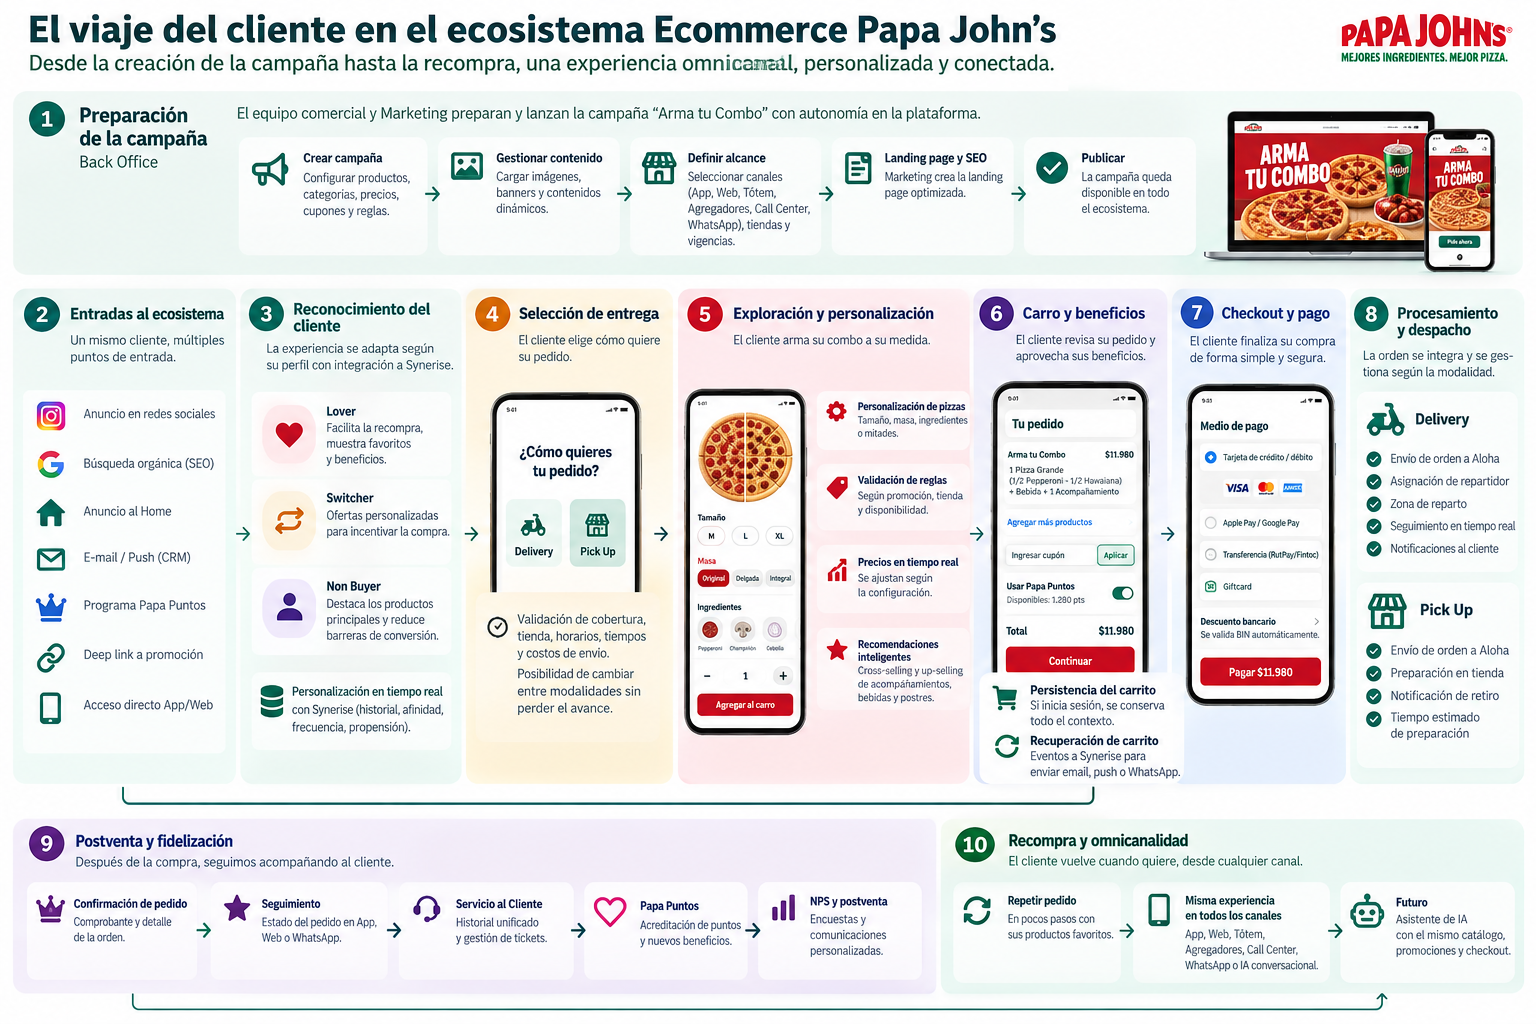 El viaje del cliente en el ecosistema Ecommerce Papa John's
Desde la creación de la campaña hasta la recompra, una experiencia personalizada y conectada.
PAPA JOHNS®
MEJORES INGREDIENTES. MEJOR PIZZA.
1
Preparación
de la campaña
Back Office
El equipo comercial y Marketing preparan y lanzan la campaña “Arma tu Combo” con autonomía en la plataforma.
Crear campaña
Configurar productos,
categorías, precios,
cupones y reglas.
Gestionar contenido
Cargar imágenes,
banners y contenidos
dinámicos.
Definir alcance
Seleccionar canales
(App, Web, Tótem,
Agregadores, Call Center,
WhatsApp), tiendas y
vigencias.
Landing page y SEO
Marketing crea la landing
page optimizada.
Publicar
La campaña queda
disponible en todo
el ecosistema.
ARMA
TU COMBO
ARMA
TU COMBO
Pide ahora
2
Entradas al ecosistema
Un mismo cliente, múltiples
puntos de entrada.
Anuncio en redes sociales
Búsqueda orgánica (SEO)
Anuncio al Home
E-mail / Push (CRM)
Programa Papa Puntos
Deep link a promoción
Acceso directo App/Web
3
Reconocimiento del
cliente
La experiencia se adapta según
su perfil con integración a Synerise.
Lover
Facilita la recompra,
muestra favoritos
y beneficios.
Switcher
Ofertas personalizadas
para incentivar la compra.
Non Buyer
Destaca los productos
principales y reduce
barreras de conversión.
Personalización en tiempo real
con Synerise (historial, afinidad,
frecuencia, propensión).
4
Selección de entrega
El cliente elige cómo quiere
su pedido.
9:41
¿Cómo quieres
tu pedido?
Delivery
Pick Up
Validación de cobertura,
tienda, horarios, tiempos
y costos de envío.
Posibilidad de cambiar
entre modalidades sin
perder el avance.
5
Exploración y personalización
El cliente arma su combo a su medida.
Tamaño
M
L
XL
Masa
Original
Delgada
Integral
Ingredientes
Pepperoni
Champiñón
Cebolla
−
1
+
Agregar al carro
Personalización de pizzas
Tamaño, masa, ingredientes
o mitades.
Validación de reglas
Según promoción, tienda
y disponibilidad.
Precios en tiempo real
Se ajustan según
la configuración.
Recomendaciones
inteligentes
Cross-selling y up-selling
de acompáñamientos,
bebidas y postres.
6
Carro y beneficios
El cliente revisa su pedido y
aprovecha sus beneficios.
Tu pedido
Arma tu Combo
$11.980
1 Pizza Grande
(1/2 Pepperoni - 1/2 Hawaiana)
+ Bebida + 1 Acompañamiento
Agregar más productos
Ingresar cupón
Aplicar
Usar Papa Puntos
Disponibles: 1.280 pts
Total
$11.980
Continuar
Persistencia del carrito
Si inicia sesión, se conserva
todo el contexto.
Recuperación de carrito
Eventos a Synerise para
enviar email, push o WhatsApp.
7
Checkout y pago
El cliente finaliza su compra
de forma simple y segura.
Medio de pago
Tarjeta de crédito / débito
VISA
Apple Pay / Google Pay
Transferencia (RutPay/Fintoc)
Giftcard
Descuento bancario
Se valida BIN automáticamente.
Pagar $11.980
8
Procesamiento
y despacho
La orden se integra y se ges-
tiona según la modalidad.
Delivery
Envío de orden a Aloha
Asignación de repartidor
Zona de reparto
Seguimiento en tiempo real
Notificaciones al cliente
Pick Up
Envío de orden a Aloha
Preparación en tienda
Notificación de retiro
Tiempo estimado
de preparación
9
Postventa y fidelización
Después de la compra, seguimos acompañando al cliente.
Confirmación de pedido
Comprobante y detalle
de la orden.
Seguimiento
Estado del pedido en App,
Web o WhatsApp.
Servicio al Cliente
Historial unificado
y gestión de tickets.
Papa Puntos
Acreditación de puntos
y nuevos beneficios.
NPS y postventa
Encuestas y
comunicaciones
personalizadas.
10
Recompra y omnicanalidad
El cliente vuelve cuando quiere, desde cualquier canal.
Repetir pedido
En pocos pasos con
sus productos favoritos.
Misma experiencia
en todos los canales
App, Web, Tótem,
Agregadores, Call Center,
WhatsApp o IA conversacional.
Futuro
Asistente de IA
con el mismo catálogo,
promociones y checkout.